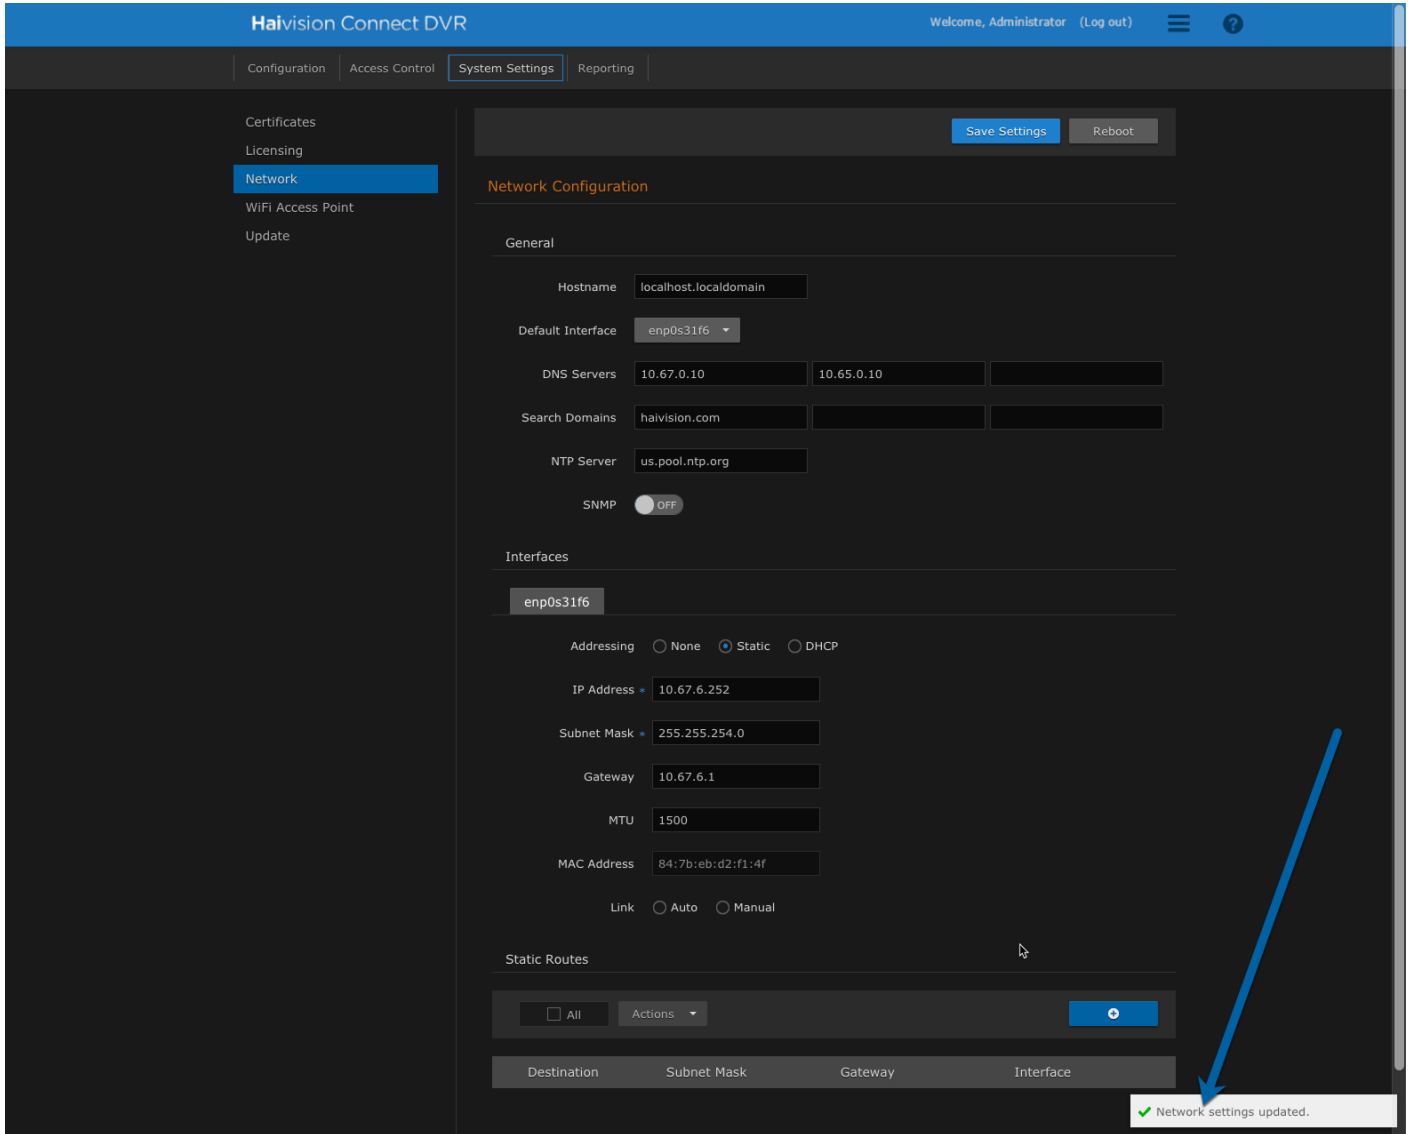 Haivision Connect DVR
Welcome, Administrator (Log out)
?
Configuration Access Control System Settings Reporting
Certificates
Licensing
Network
WiFi Access Point
Update
Save Settings Reboot
Network Configuration
General
Hostname localhost.localdomain
Default Interface enp0s31f6
DNS Servers 10.67.0.10 10.65.0.10
Search Domains haivision.com
NTP Server us.pool.ntp.org
SNMP OFF
Interfaces
enp0s31f6
Addressing None Static DHCP
IP Address * 10.67.6.252
Subnet Mask * 255.255.254.0
Gateway 10.67.6.1
MTU 1500
MAC Address 84:7b:eb:d2:f1:4f
Link Auto Manual
Static Routes
All Actions
Destination Subnet Mask Gateway Interface
Network settings updated.